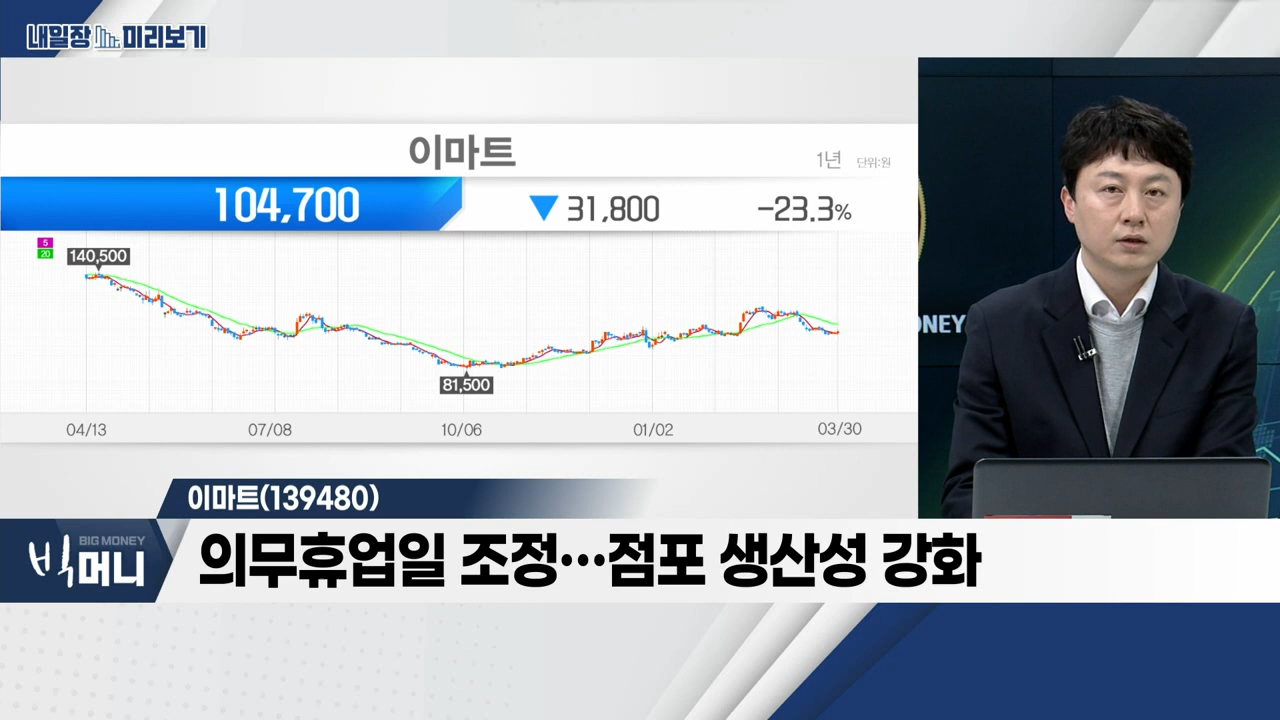 내일장 미리보기
이마트
1년 단위:원
104,700 ▼ 31,800 -23.3%
5
20
140,500
81,500
04/13 07/08 10/06 01/02 03/30
ONEY
이마트(139480)
BIG MONEY
빅머니
의무휴업일 조정…점포 생산성 강화